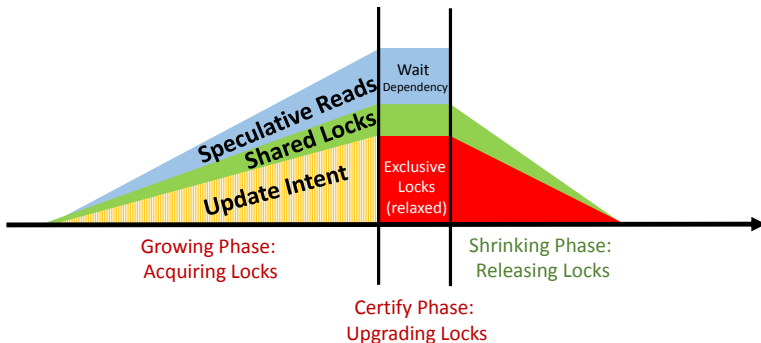 Speculative Reads
Shared Locks
Update Intent
Wait
Dependency
Exclusive
Locks
(relaxed)
Growing Phase:
Acquiring Locks
Certify Phase:
Upgrading Locks
Shrinking Phase:
Releasing Locks